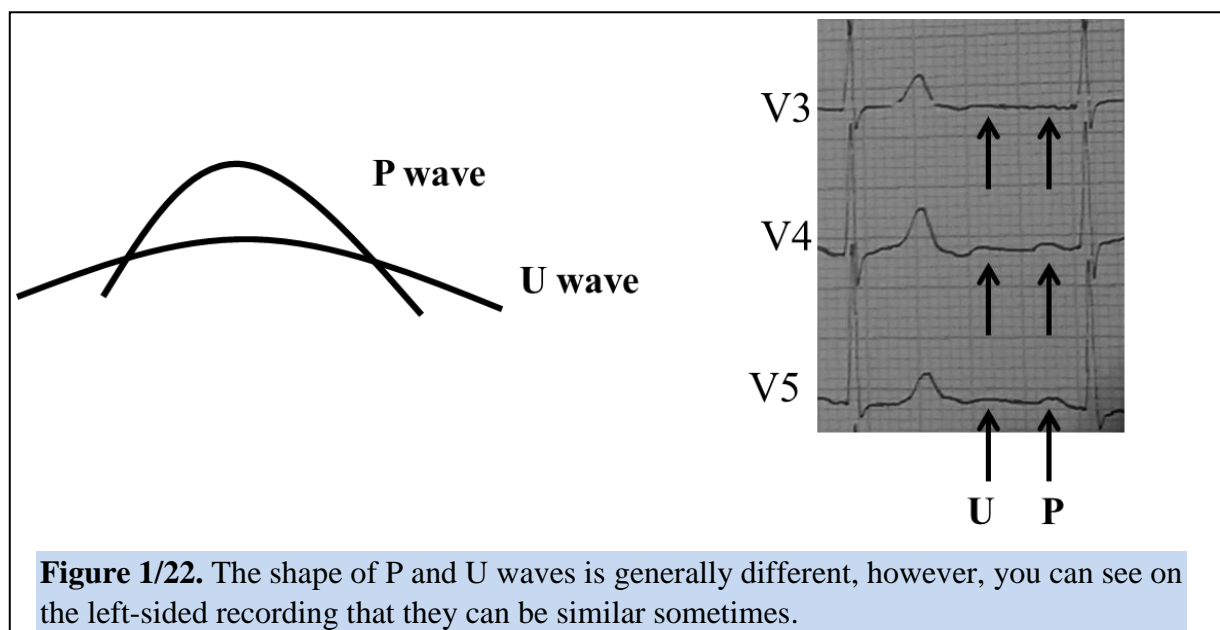 P wave
U wave
V3
V4
V5
U P
Figure 1/22. The shape of P and U waves is generally different, however, you can see on
the left-sided recording that they can be similar sometimes.